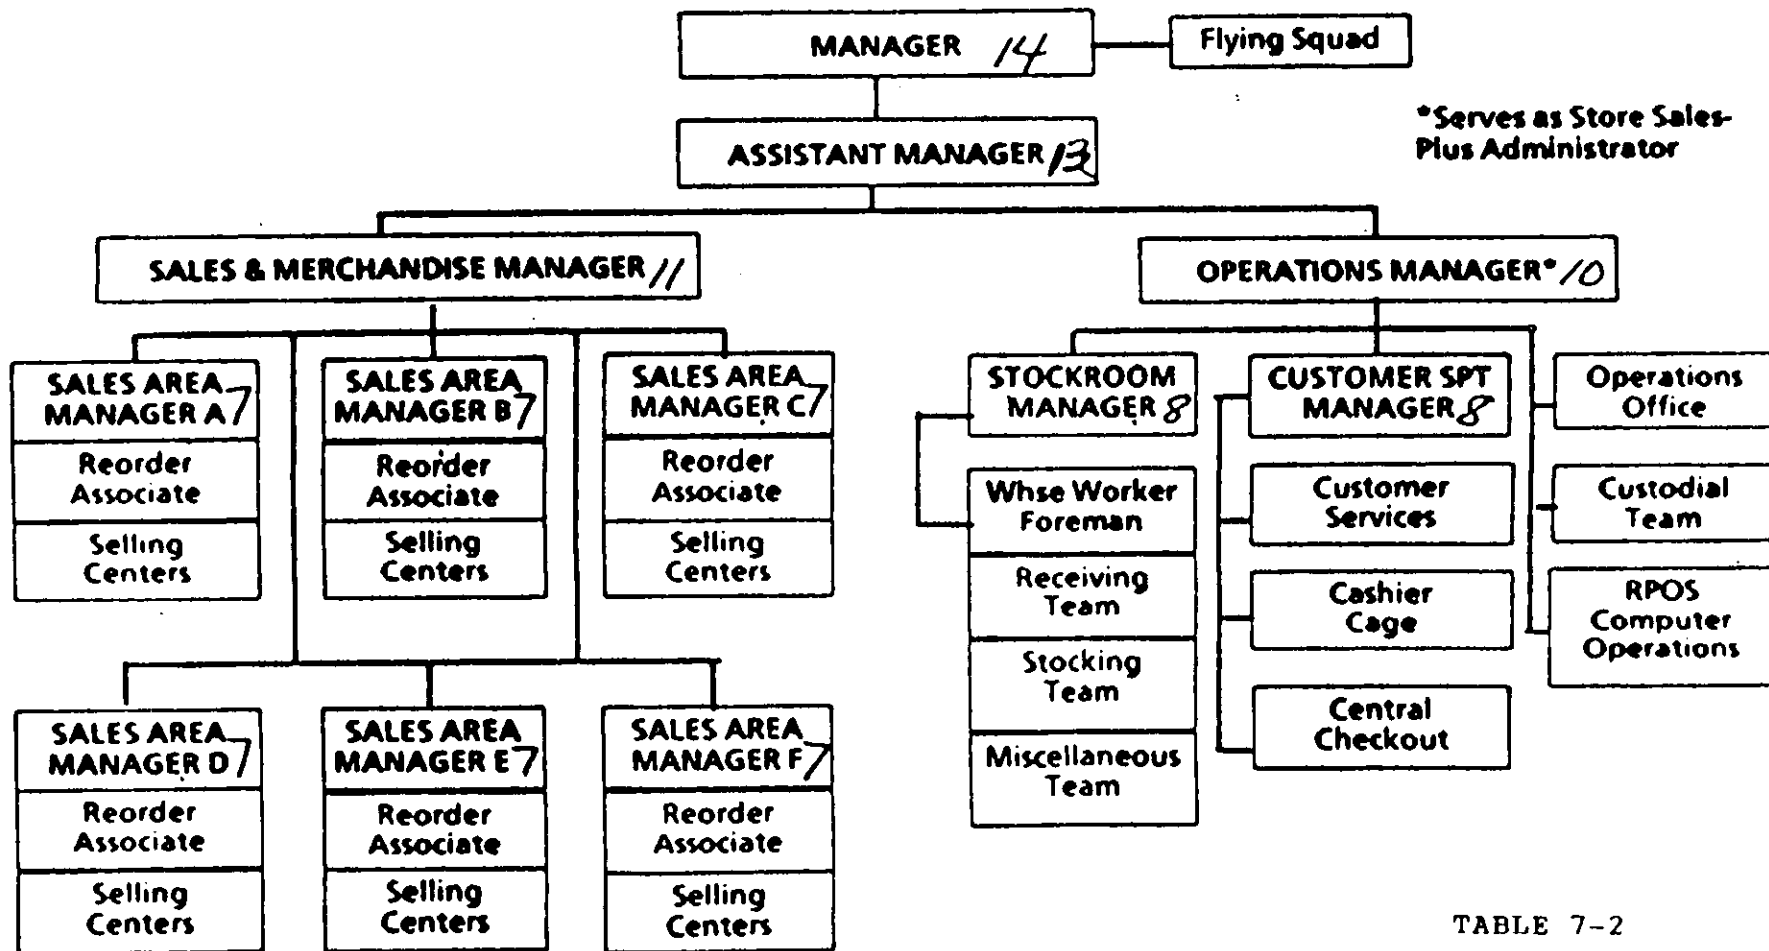 MANAGER 14
Flying Squad
*Serves as Store Sales-
Plus Administrator
ASSISTANT MANAGER 13
SALES & MERCHANDISE MANAGER 11
OPERATIONS MANAGER* 10
SALES AREA
MANAGER A 7
Reorder
Associate
Selling
Centers
SALES AREA
MANAGER B 7
Reorder
Associate
Selling
Centers
SALES AREA
MANAGER C 7
Reorder
Associate
Selling
Centers
SALES AREA
MANAGER D 7
Reorder
Associate
Selling
Centers
SALES AREA
MANAGER E 7
Reorder
Associate
Selling
Centers
SALES AREA
MANAGER F 7
Reorder
Associate
Selling
Centers
STOCKROOM
MANAGER 8
Whse Worker
Foreman
Receiving
Team
Stocking
Team
Miscellaneous
Team
CUSTOMER SPT
MANAGER 8
Customer
Services
Cashier
Cage
Central
Checkout
Operations
Office
Custodial
Team
RPOS
Computer
Operations
TABLE 7-2